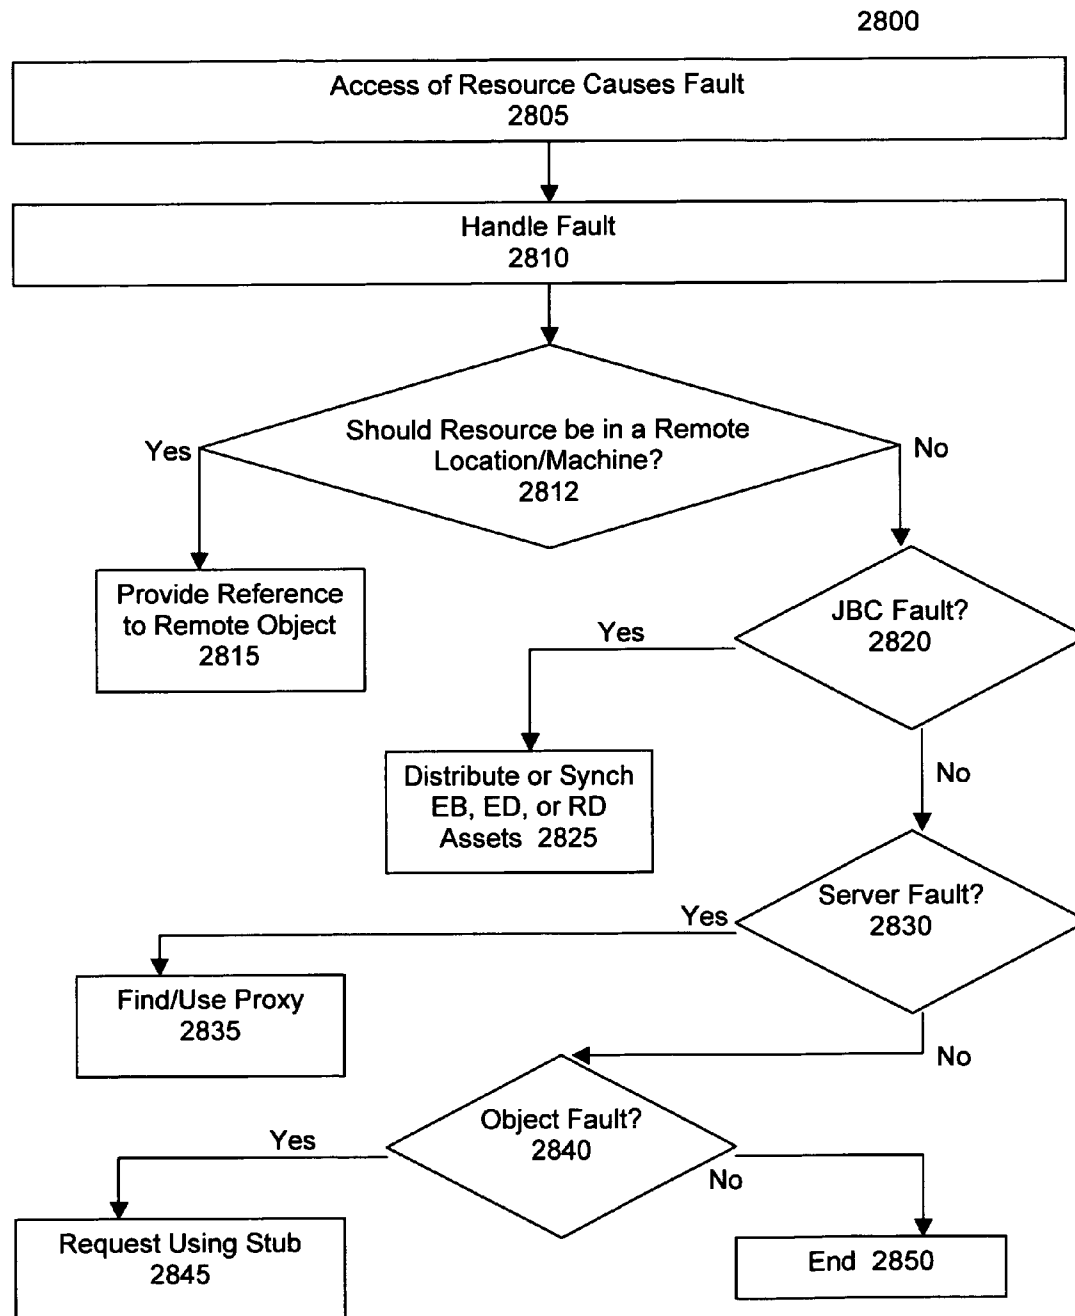 2800
Access of Resource Causes Fault
2805
Handle Fault
2810
Should Resource be in a Remote
Location/Machine?
2812
Yes
No
Provide Reference
to Remote Object
2815
JBC Fault?
2820
Yes
No
Distribute or Synch
EB, ED, or RD
Assets 2825
Server Fault?
2830
Yes
No
Find/Use Proxy
2835
Object Fault?
2840
Yes
No
Request Using Stub
2845
End 2850